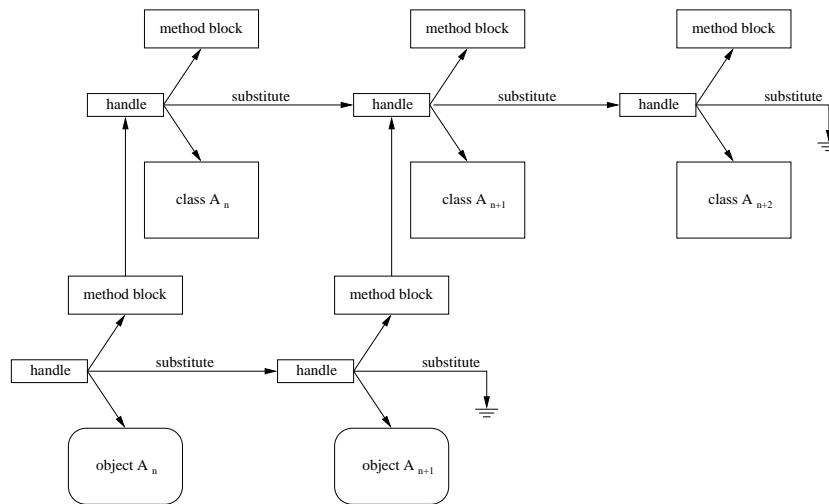 method block
method block
method block
handle
substitute
handle
substitute
handle
substitute
class A n
class A n+1
class A n+2
method block
method block
handle
substitute
handle
substitute
object A n
object A n+1